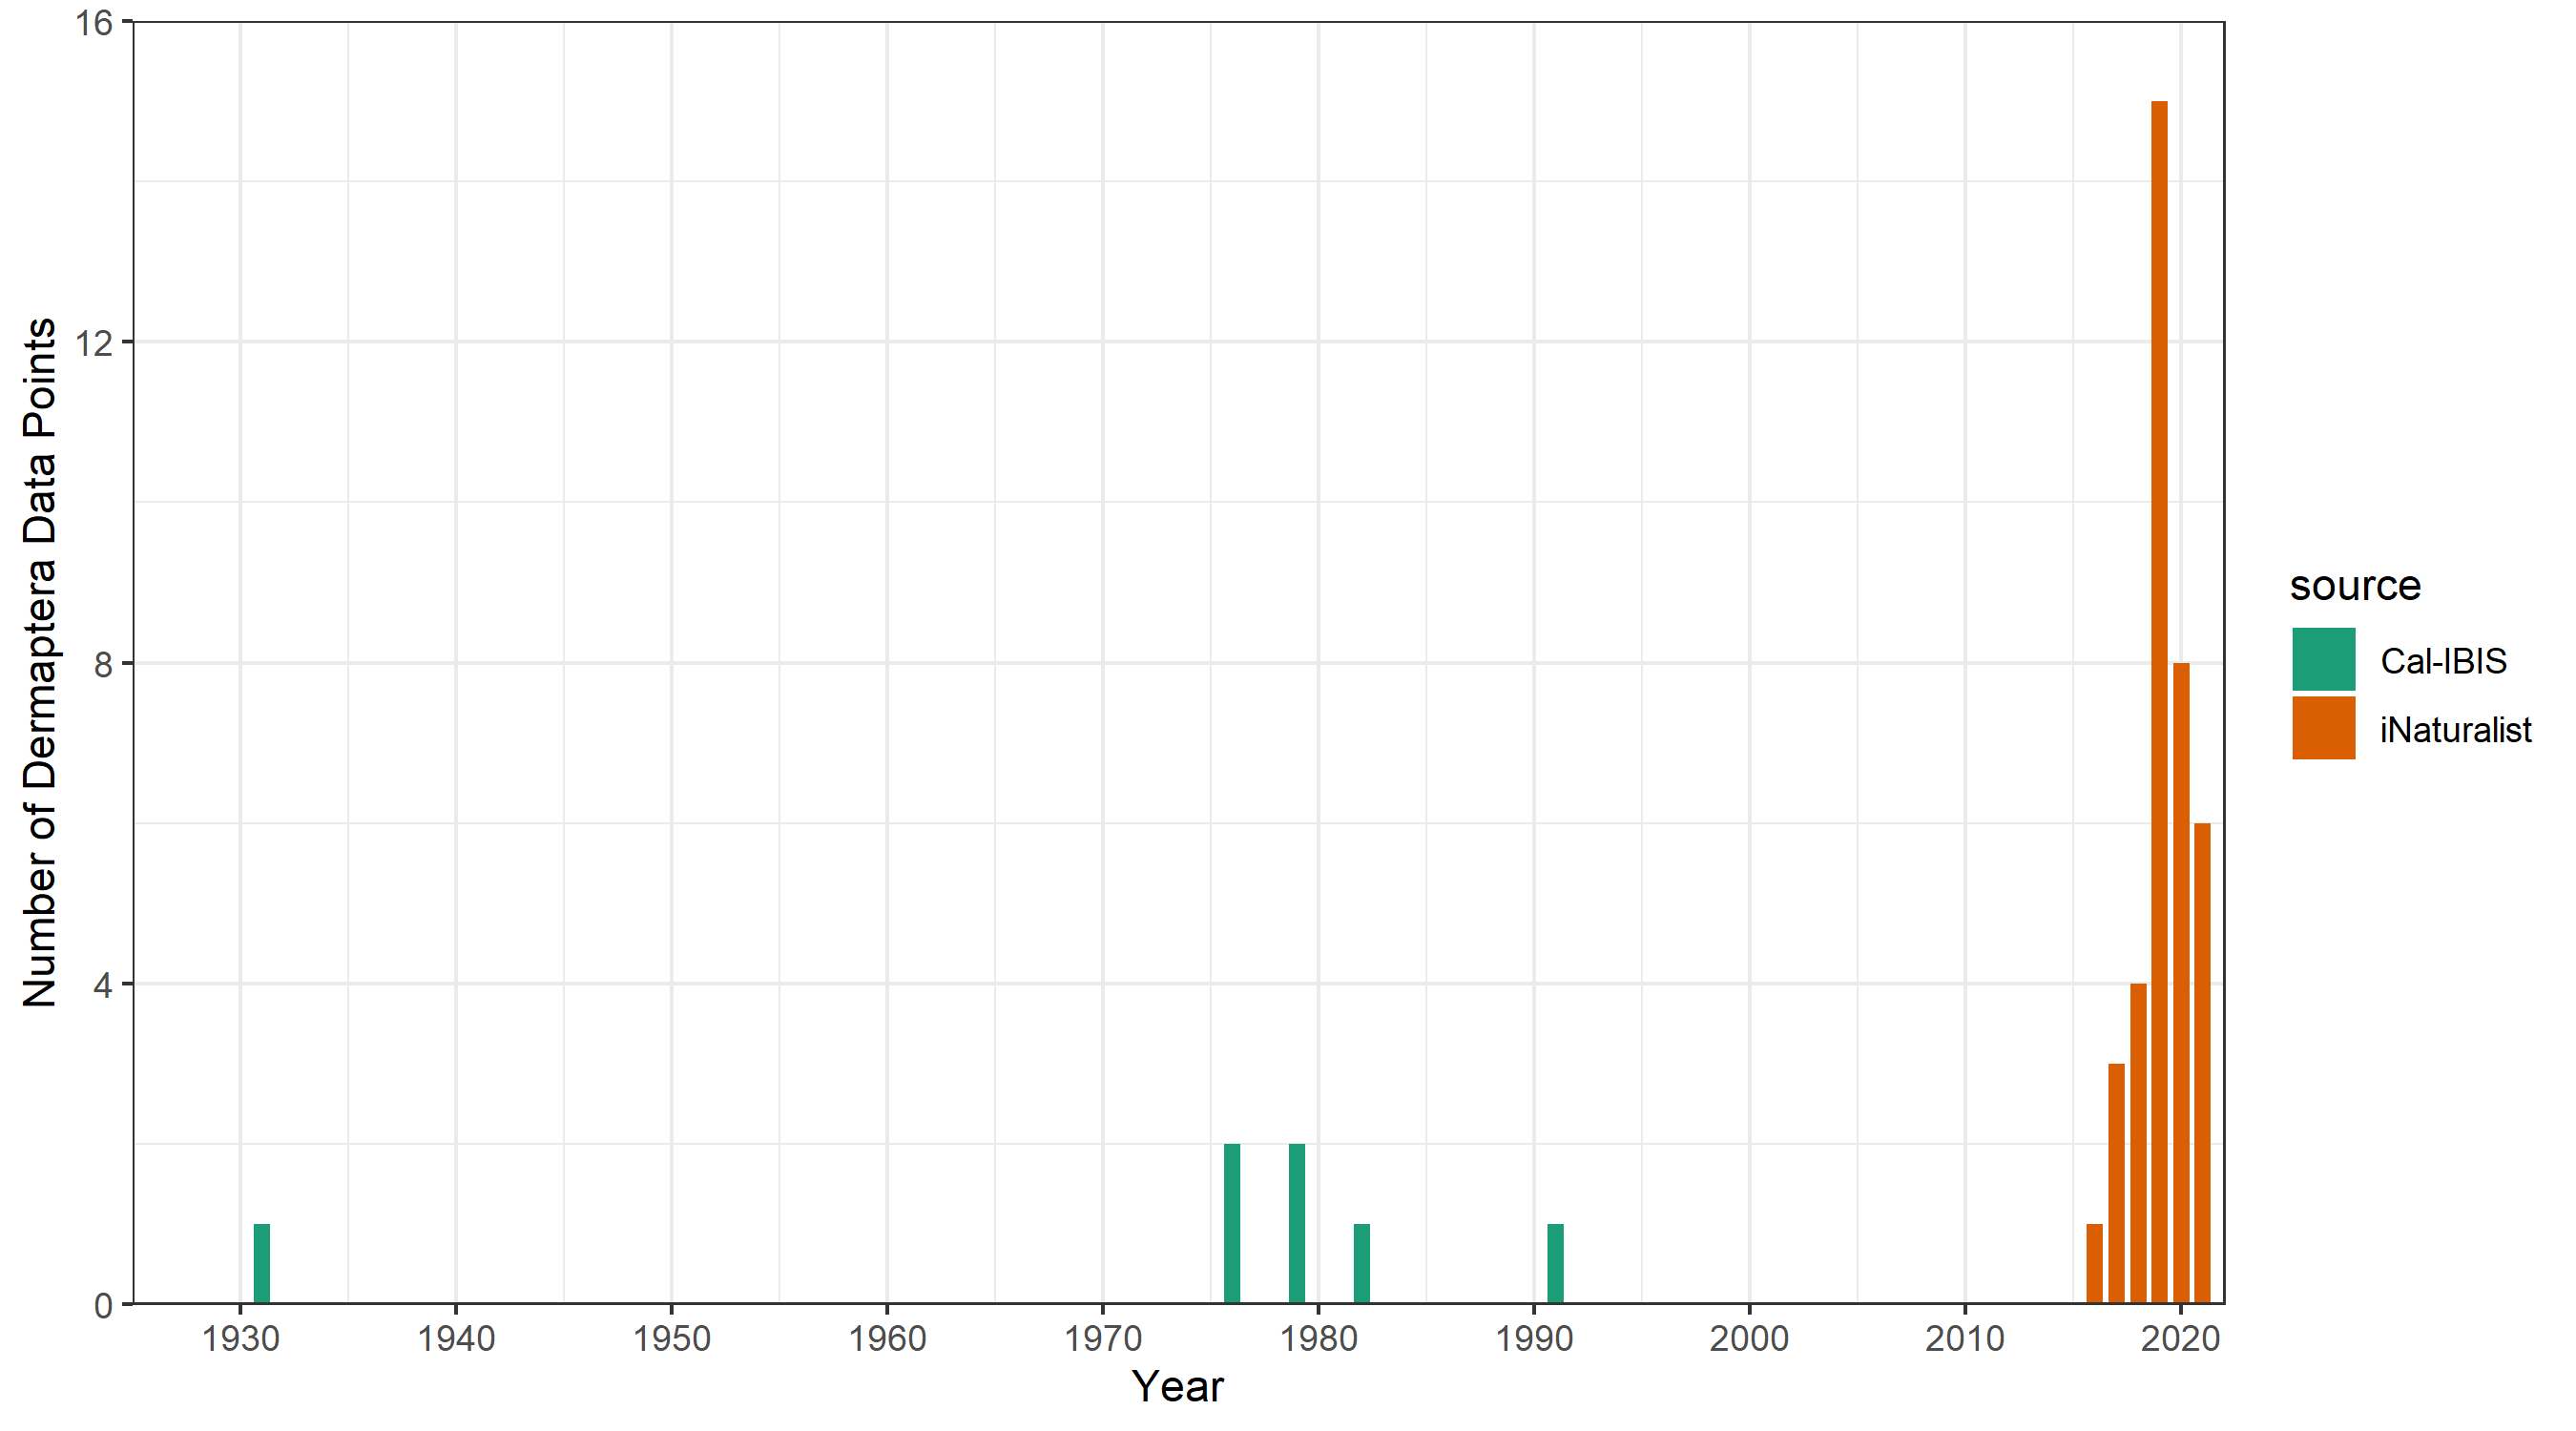 16
12
8
4
0
Number of Dermaptera Data Points
1930 1940 1950 1960 1970 1980 1990 2000 2010 2020
Year
source
Cal-IBIS
iNaturalist